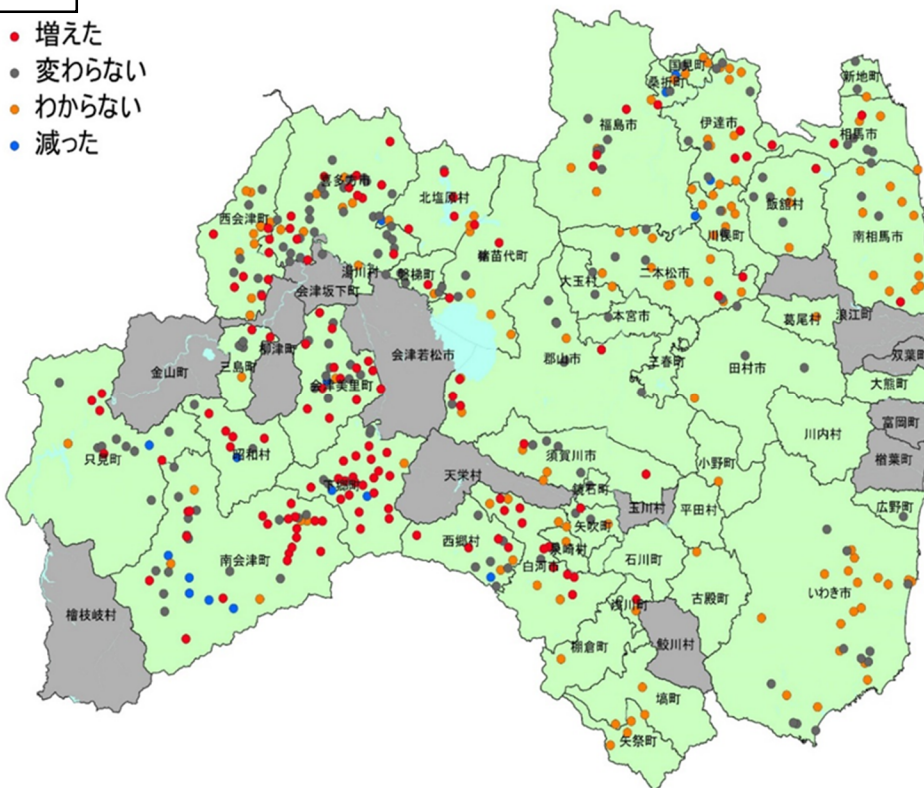 増えた
変わらない
わからない
減った
国見町
桑折町
新地町
福島市
伊達市
相馬市
喜多方市
北塩原村
西会津町
飯舘村
川俣町
南相馬市
猪苗代町
湯川村
磐梯町
二本松市
大玉村
会津坂下町
本宮市
葛尾村
浪江町
柳津町
会津若松市
郡山市
三春町
田村市
双葉町
金山町
三島町
会津美里町
大熊町
富岡町
川内村
只見町
昭和村
須賀川市
小野町
楢葉町
天栄村
下郷町
鏡石町
玉川村
平田村
広野町
矢吹町
西郷村
泉崎村
南会津町
白河市
石川町
いわき市
檜枝岐村
浅川町
古殿町
棚倉町
鮫川村
塙町
矢祭町